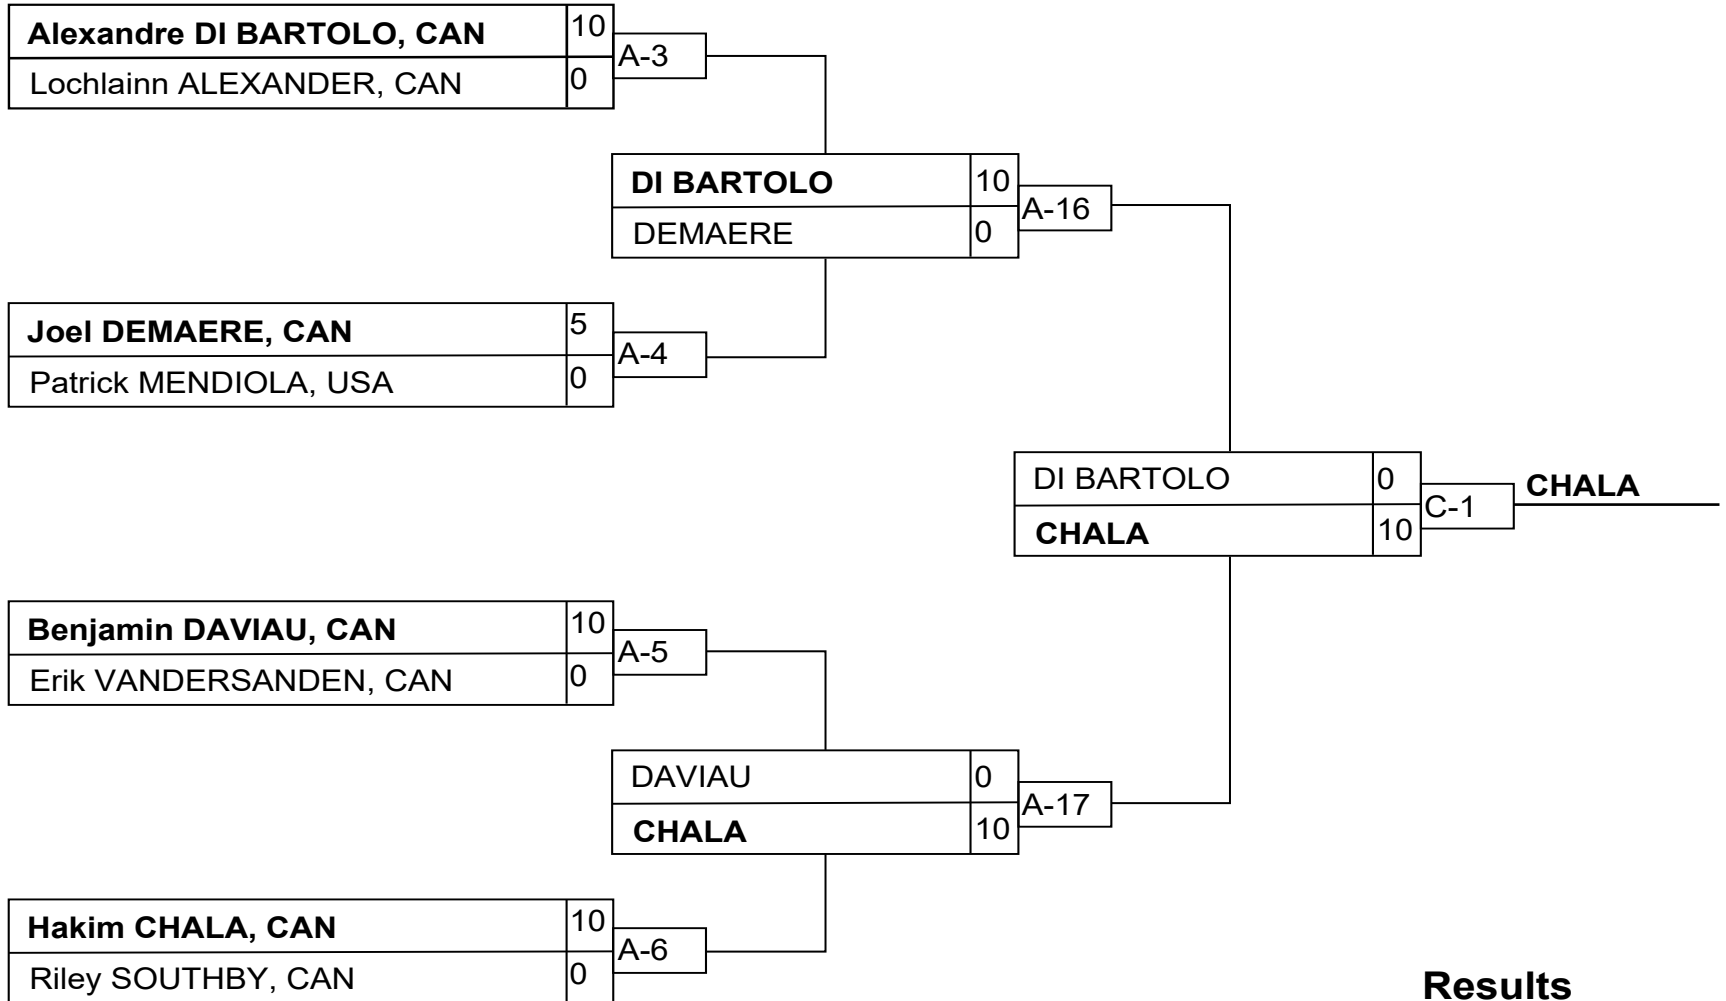 Alexandre DI BARTOLO, CAN 10
A-3
Lochlainn ALEXANDER, CAN 0
DI BARTOLO 10
A-16
DEMAERE 0
Joel DEMAERE, CAN 5
A-4
Patrick MENDIOLA, USA 0
DI BARTOLO 0
CHALA
C-1
CHALA 10
Benjamin DAVIAU, CAN 10
A-5
Erik VANDERSANDEN, CAN 0
DAVIAU 0
A-17
CHALA 10
Hakim CHALA, CAN 10
A-6
Riley SOUTHBY, CAN 0
Results